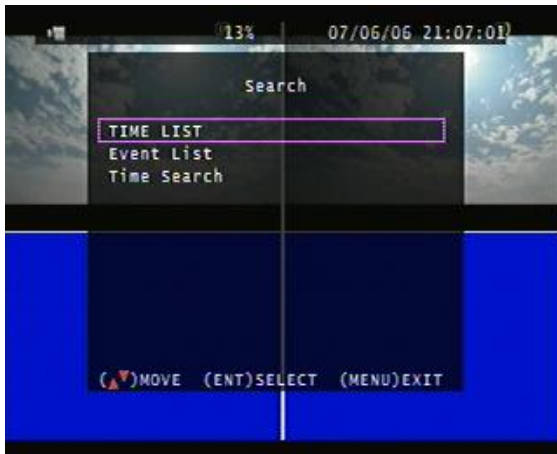 13% 07/06/06 21:07:01
Search
TIME LIST
Event List
Time Search
(▲▼)MOVE (ENT)SELECT (MENU)EXIT